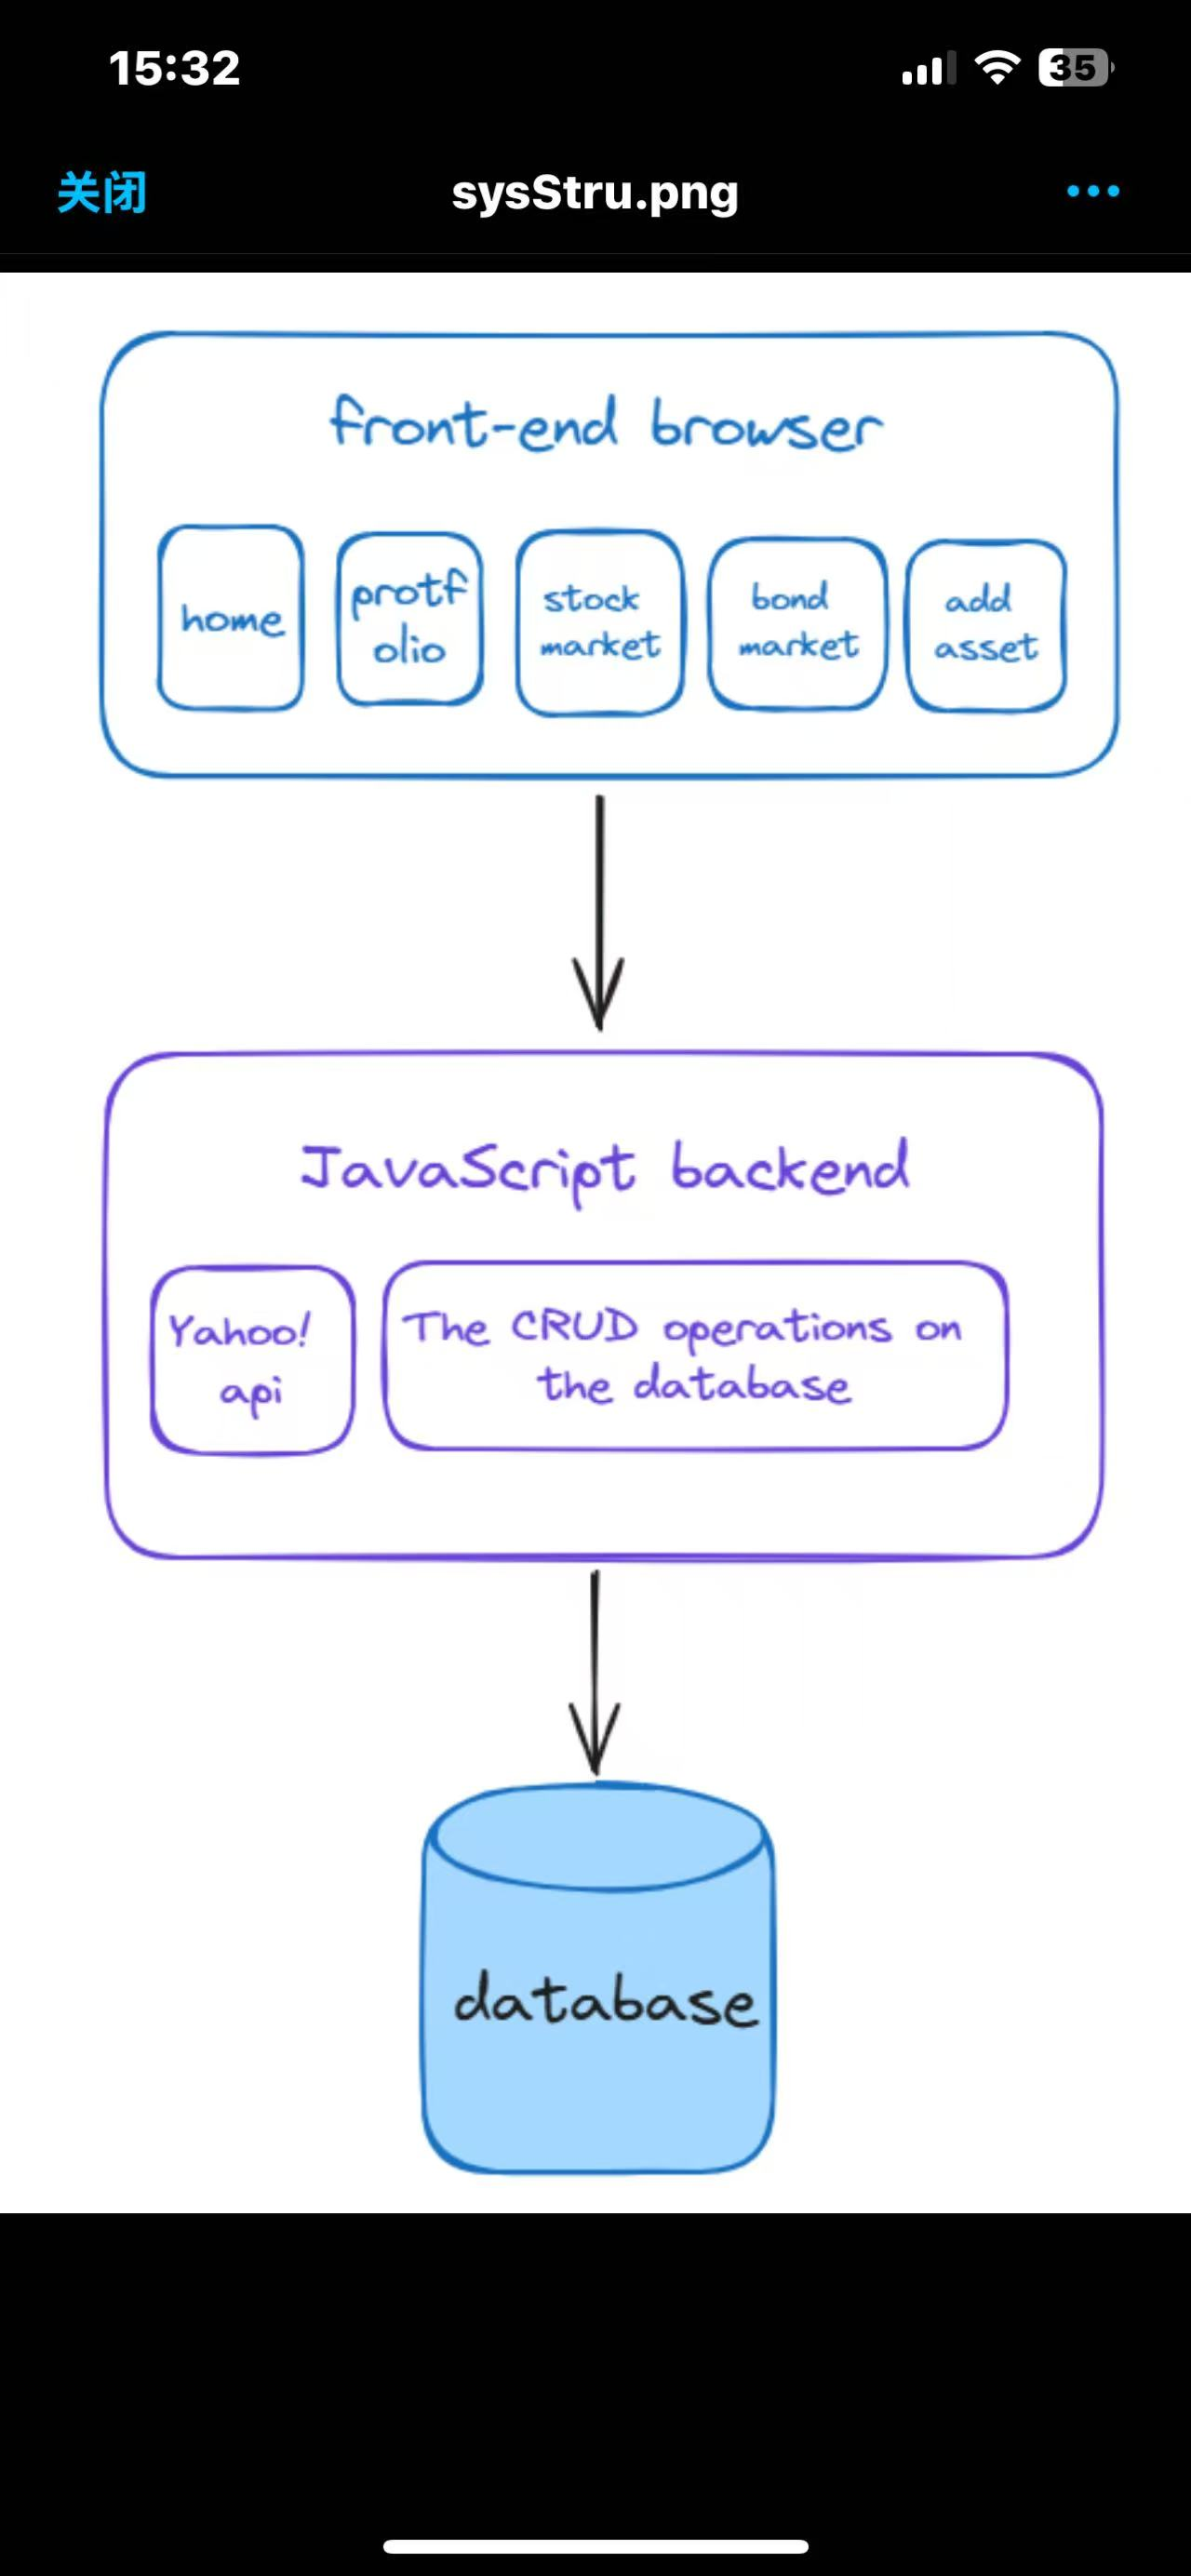 15:32
35
关闭
sysStru.png
front-end browser
home
protf
olio
stock
market
bond
market
add
asset
JavaScript backend
Yahoo!
api
The CRUD operations on
the database
database